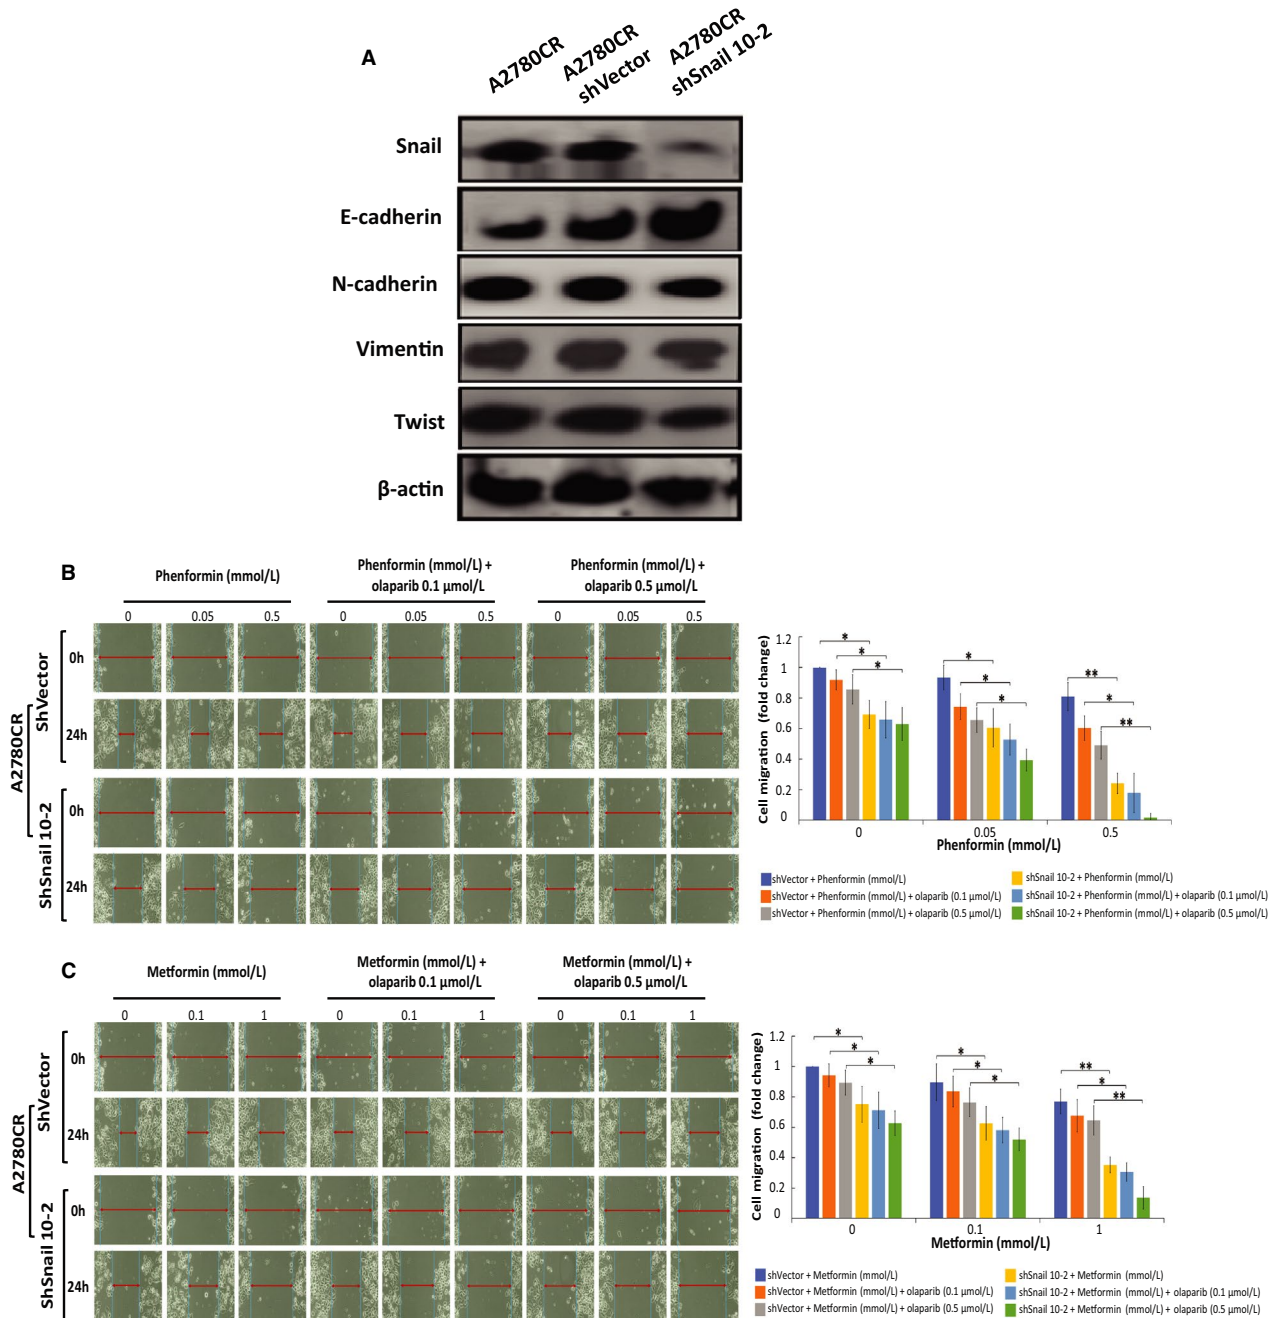 A
A2780CR
A2780CR shVector
A2780CR shSnail 10-2
Snail
E-cadherin
N-cadherin
Vimentin
Twist
β-actin
B
Phenformin (mmol/L)
Phenformin (mmol/L) +
olaparib 0.1 µmol/L
Phenformin (mmol/L) +
olaparib 0.5 µmol/L
0 0.05 0.5 0 0.05 0.5 0 0.05 0.5
A2780CR
ShVector
0h
24h
ShSnail 10-2
0h
24h
Cell migration (fold change)
1.2
1
0.8
0.6
0.4
0.2
0
* * *
* * *
** * **
0 0.05 0.5
Phenformin (mmol/L)
shVector + Phenformin (mmol/L)
shVector + Phenformin (mmol/L) + olaparib (0.1 µmol/L)
shVector + Phenformin (mmol/L) + olaparib (0.5 µmol/L)
shSnail 10-2 + Phenformin (mmol/L)
shSnail 10-2 + Phenformin (mmol/L) + olaparib (0.1 µmol/L)
shSnail 10-2 + Phenformin (mmol/L) + olaparib (0.5 µmol/L)
C
Metformin (mmol/L)
Metformin (mmol/L) +
olaparib 0.1 µmol/L
Metformin (mmol/L) +
olaparib 0.5 µmol/L
0 0.1 1 0 0.1 1 0 0.1 1
A2780CR
ShVector
0h
24h
ShSnail 10-2
0h
24h
Cell migration (fold change)
1.2
1
0.8
0.6
0.4
0.2
0
* * *
* * *
** * **
0 0.1 1
Metformin (mmol/L)
shVector + Metformin (mmol/L)
shVector + Metformin (mmol/L) + olaparib (0.1 µmol/L)
shVector + Metformin (mmol/L) + olaparib (0.5 µmol/L)
shSnail 10-2 + Metformin (mmol/L)
shSnail 10-2 + Metformin (mmol/L) + olaparib (0.1 µmol/L)
shSnail 10-2 + Metformin (mmol/L) + olaparib (0.5 µmol/L)